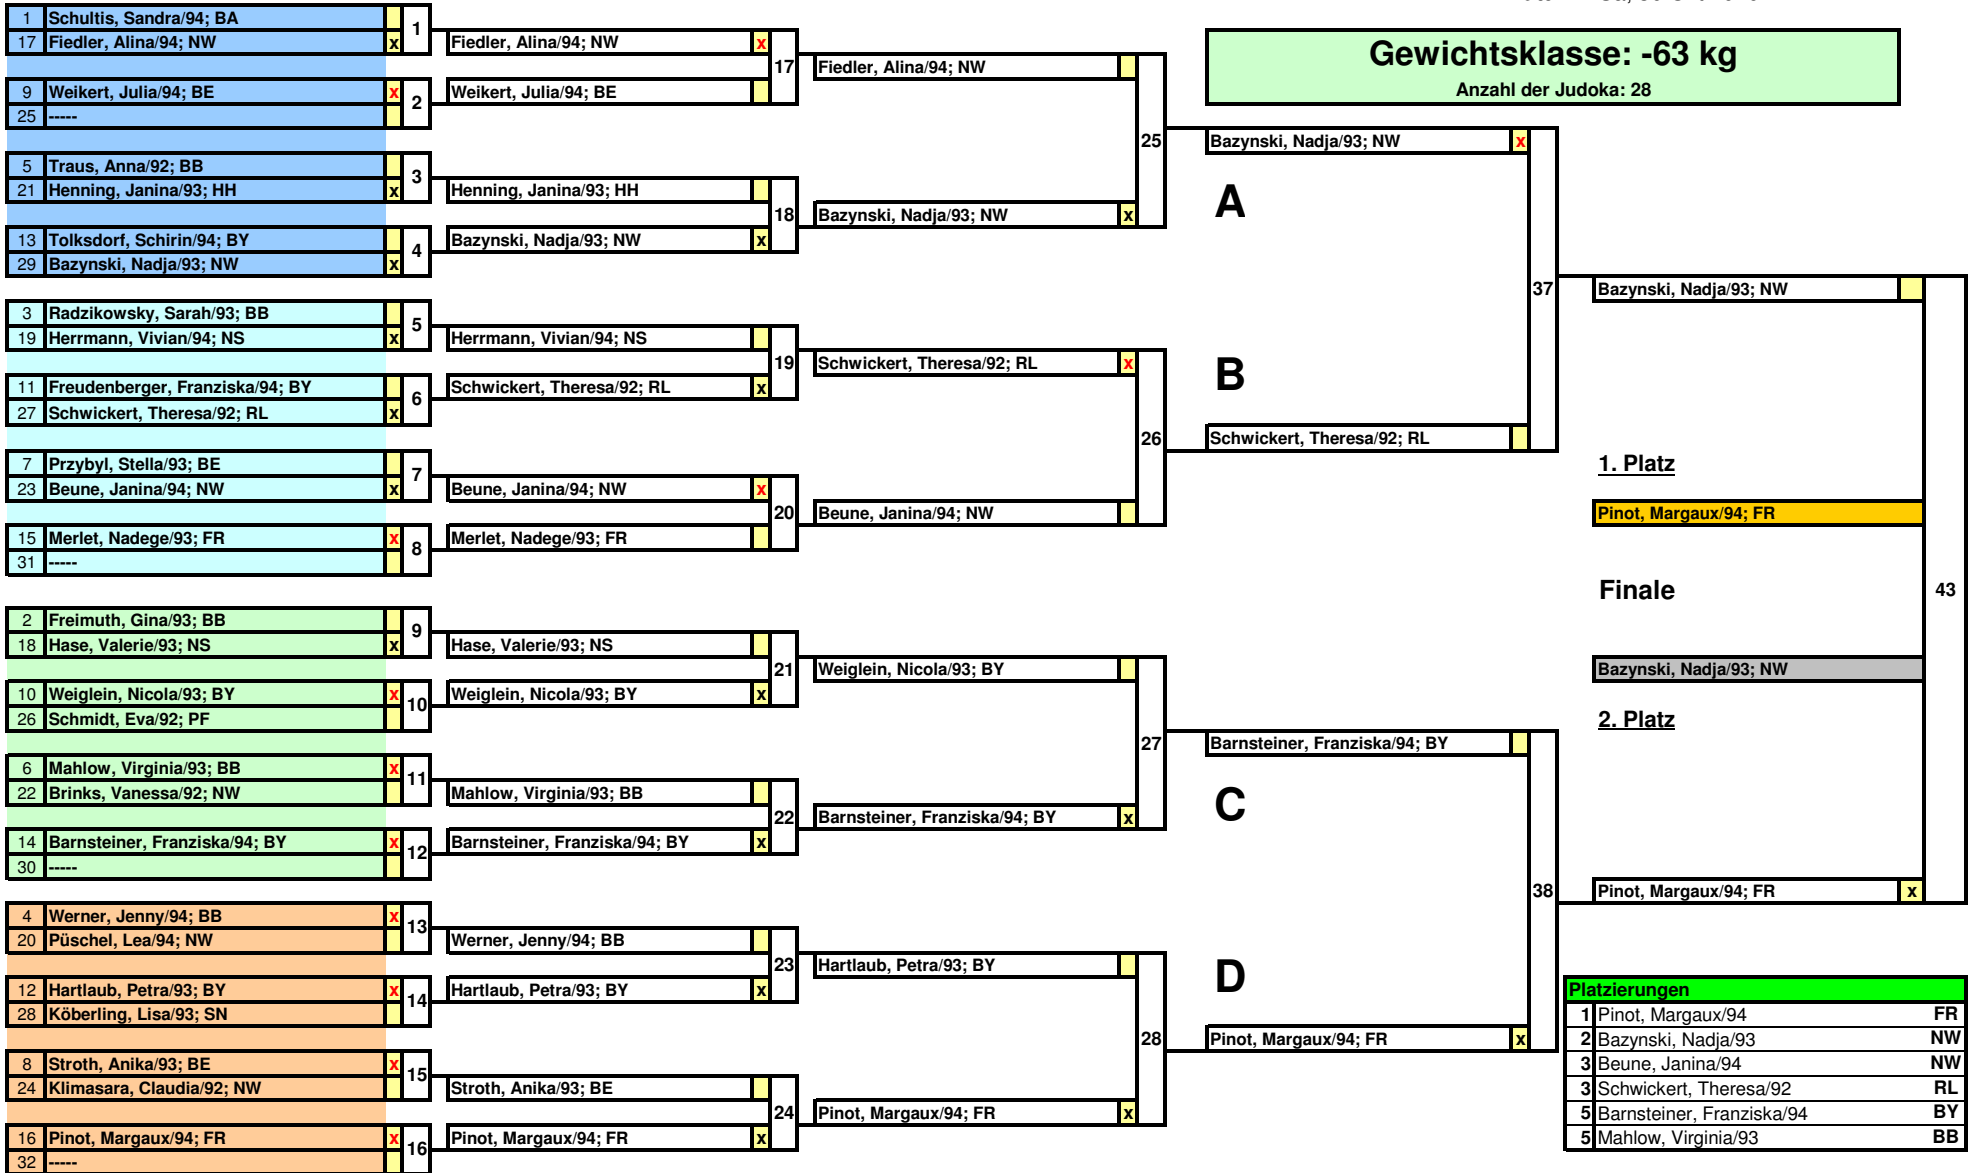 Gewichtsklasse: -63 kg
Anzahl der Judoka: 28
1 Schultis, Sandra/94; BA
17 Fiedler, Alina/94; NW x
1
9 Weikert, Julia/94; BE x
25 -----
2
5 Traus, Anna/92; BB
21 Henning, Janina/93; HH x
3
13 Tolksdorf, Schirin/94; BY
29 Bazynski, Nadja/93; NW x
4
3 Radzikowsky, Sarah/93; BB
19 Herrmann, Vivian/94; NS x
5
11 Freudenberger, Franziska/94; BY
27 Schwickert, Theresa/92; RL x
6
7 Przybyl, Stella/93; BE
23 Beune, Janina/94; NW x
7
15 Merlet, Nadege/93; FR x
31 -----
8
2 Freimuth, Gina/93; BB
18 Hase, Valerie/93; NS x
9
10 Weiglein, Nicola/93; BY x
26 Schmidt, Eva/92; PF
10
6 Mahlow, Virginia/93; BB x
22 Brinks, Vanessa/92; NW
11
14 Barnsteiner, Franziska/94; BY x
30 -----
12
4 Werner, Jenny/94; BB x
20 Püschel, Lea/94; NW
13
12 Hartlaub, Petra/93; BY x
28 Köberling, Lisa/93; SN
14
8 Stroth, Anika/93; BE x
24 Klimasara, Claudia/92; NW
15
16 Pinot, Margaux/94; FR x
32 -----
16
Fiedler, Alina/94; NW x
Weikert, Julia/94; BE
17
Henning, Janina/93; HH
Bazynski, Nadja/93; NW x
18
Herrmann, Vivian/94; NS
Schwickert, Theresa/92; RL x
19
Beune, Janina/94; NW x
Merlet, Nadege/93; FR
20
Hase, Valerie/93; NS
Weiglein, Nicola/93; BY x
21
Mahlow, Virginia/93; BB
Barnsteiner, Franziska/94; BY x
22
Werner, Jenny/94; BB
Hartlaub, Petra/93; BY x
23
Stroth, Anika/93; BE
Pinot, Margaux/94; FR x
24
Fiedler, Alina/94; NW
Bazynski, Nadja/93; NW x
25
Schwickert, Theresa/92; RL x
Beune, Janina/94; NW
26
Weiglein, Nicola/93; BY
Barnsteiner, Franziska/94; BY x
27
Hartlaub, Petra/93; BY
Pinot, Margaux/94; FR x
28
Bazynski, Nadja/93; NW x
A
B
Schwickert, Theresa/92; RL
37
Barnsteiner, Franziska/94; BY
C
D
Pinot, Margaux/94; FR x
38
Bazynski, Nadja/93; NW
1. Platz
Pinot, Margaux/94; FR
Finale
43
Bazynski, Nadja/93; NW
2. Platz
Pinot, Margaux/94; FR x
Platzierungen
1 Pinot, Margaux/94 FR
2 Bazynski, Nadja/93 NW
3 Beune, Janina/94 NW
3 Schwickert, Theresa/92 RL
5 Barnsteiner, Franziska/94 BY
5 Mahlow, Virginia/93 BB